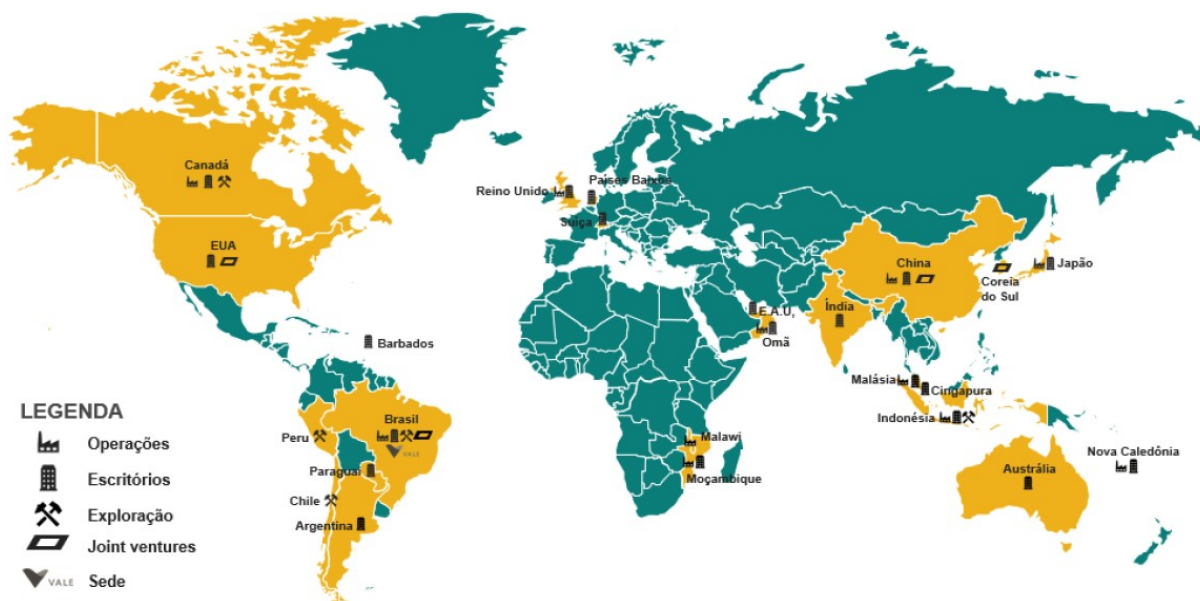 Canadá
EUA
Barbados
Peru
Brasil
VALE
Paraguai
Chile
Argentina
Reino Unido
Países Baixos
Suiça
E.A.U,
Omã
Malawi
Moçambique
Índia
China
Coreia
do Sul
Japão
Malásia
Cingapura
Indonésia
Nova Caledônia
Austrália
LEGENDA
Operações
Escritórios
Exploração
Joint ventures
VALE Sede